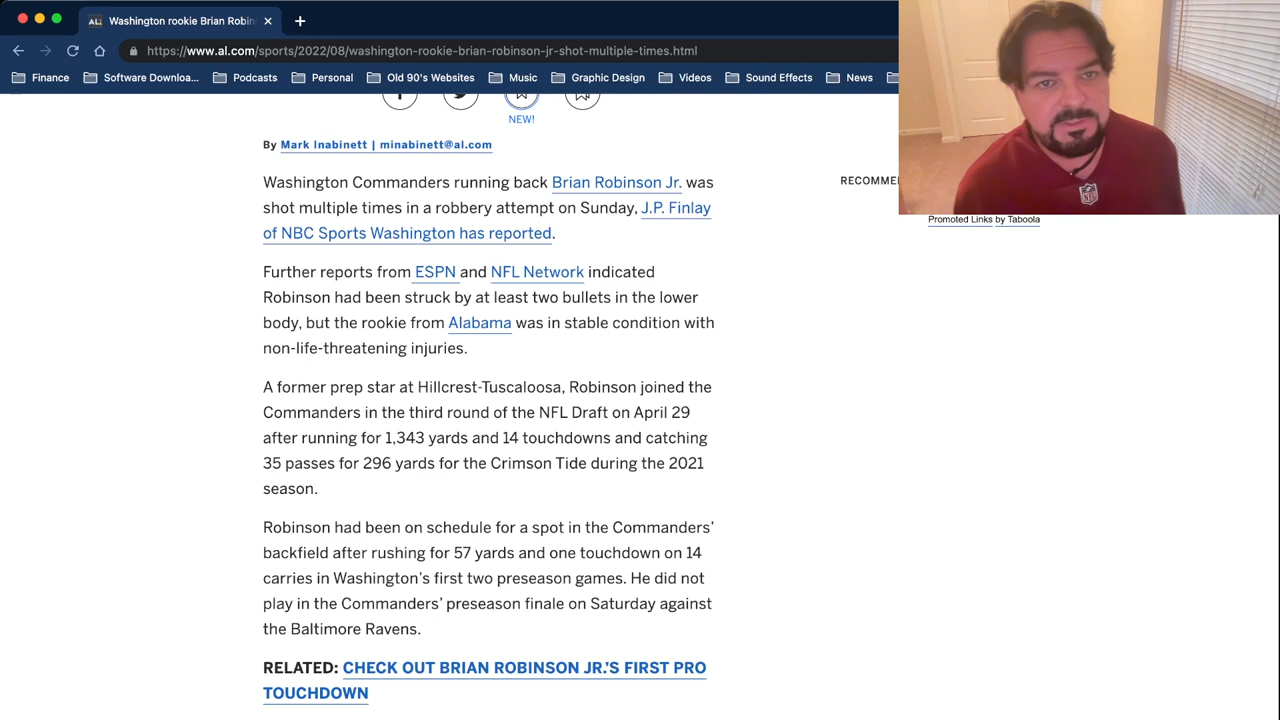 Washington rookie Brian Robin
https://www.al.com/sports/2022/08/washington-rookie-brian-robinson-jr-shot-multiple-times.html
Finance Software Downloa... Podcasts Personal Old 90's Websites Music Graphic Design Videos Sound Effects News
NEW!
By Mark Inabinett | minabinett@al.com
Washington Commanders running back Brian Robinson Jr. was
shot multiple times in a robbery attempt on Sunday, J.P. Finlay
of NBC Sports Washington has reported.
Further reports from ESPN and NFL Network indicated
Robinson had been struck by at least two bullets in the lower
body, but the rookie from Alabama was in stable condition with
non-life-threatening injuries.
A former prep star at Hillcrest-Tuscaloosa, Robinson joined the
Commanders in the third round of the NFL Draft on April 29
after running for 1,343 yards and 14 touchdowns and catching
35 passes for 296 yards for the Crimson Tide during the 2021
season.
Robinson had been on schedule for a spot in the Commanders’
backfield after rushing for 57 yards and one touchdown on 14
carries in Washington’s first two preseason games. He did not
play in the Commanders’ preseason finale on Saturday against
the Baltimore Ravens.
RELATED: CHECK OUT BRIAN ROBINSON JR.’S FIRST PRO
TOUCHDOWN
RECOMME
Promoted Links by Taboola
NFL